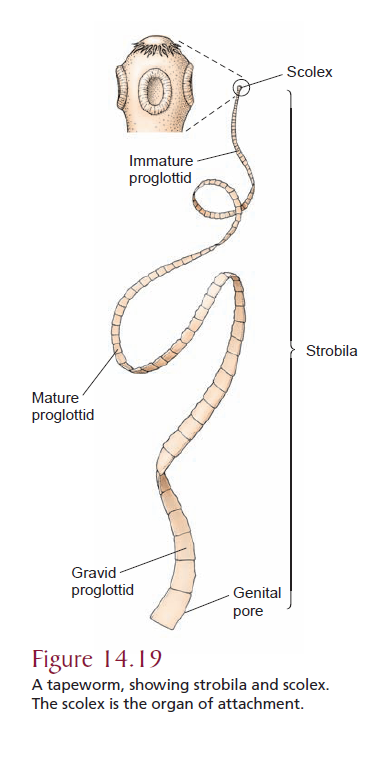 Scolex
Immature
proglottid
Strobila
Mature
proglottid
Gravid
proglottid
Genital
pore
Figure 14.19
A tapeworm, showing strobila and scolex.
The scolex is the organ of attachment.